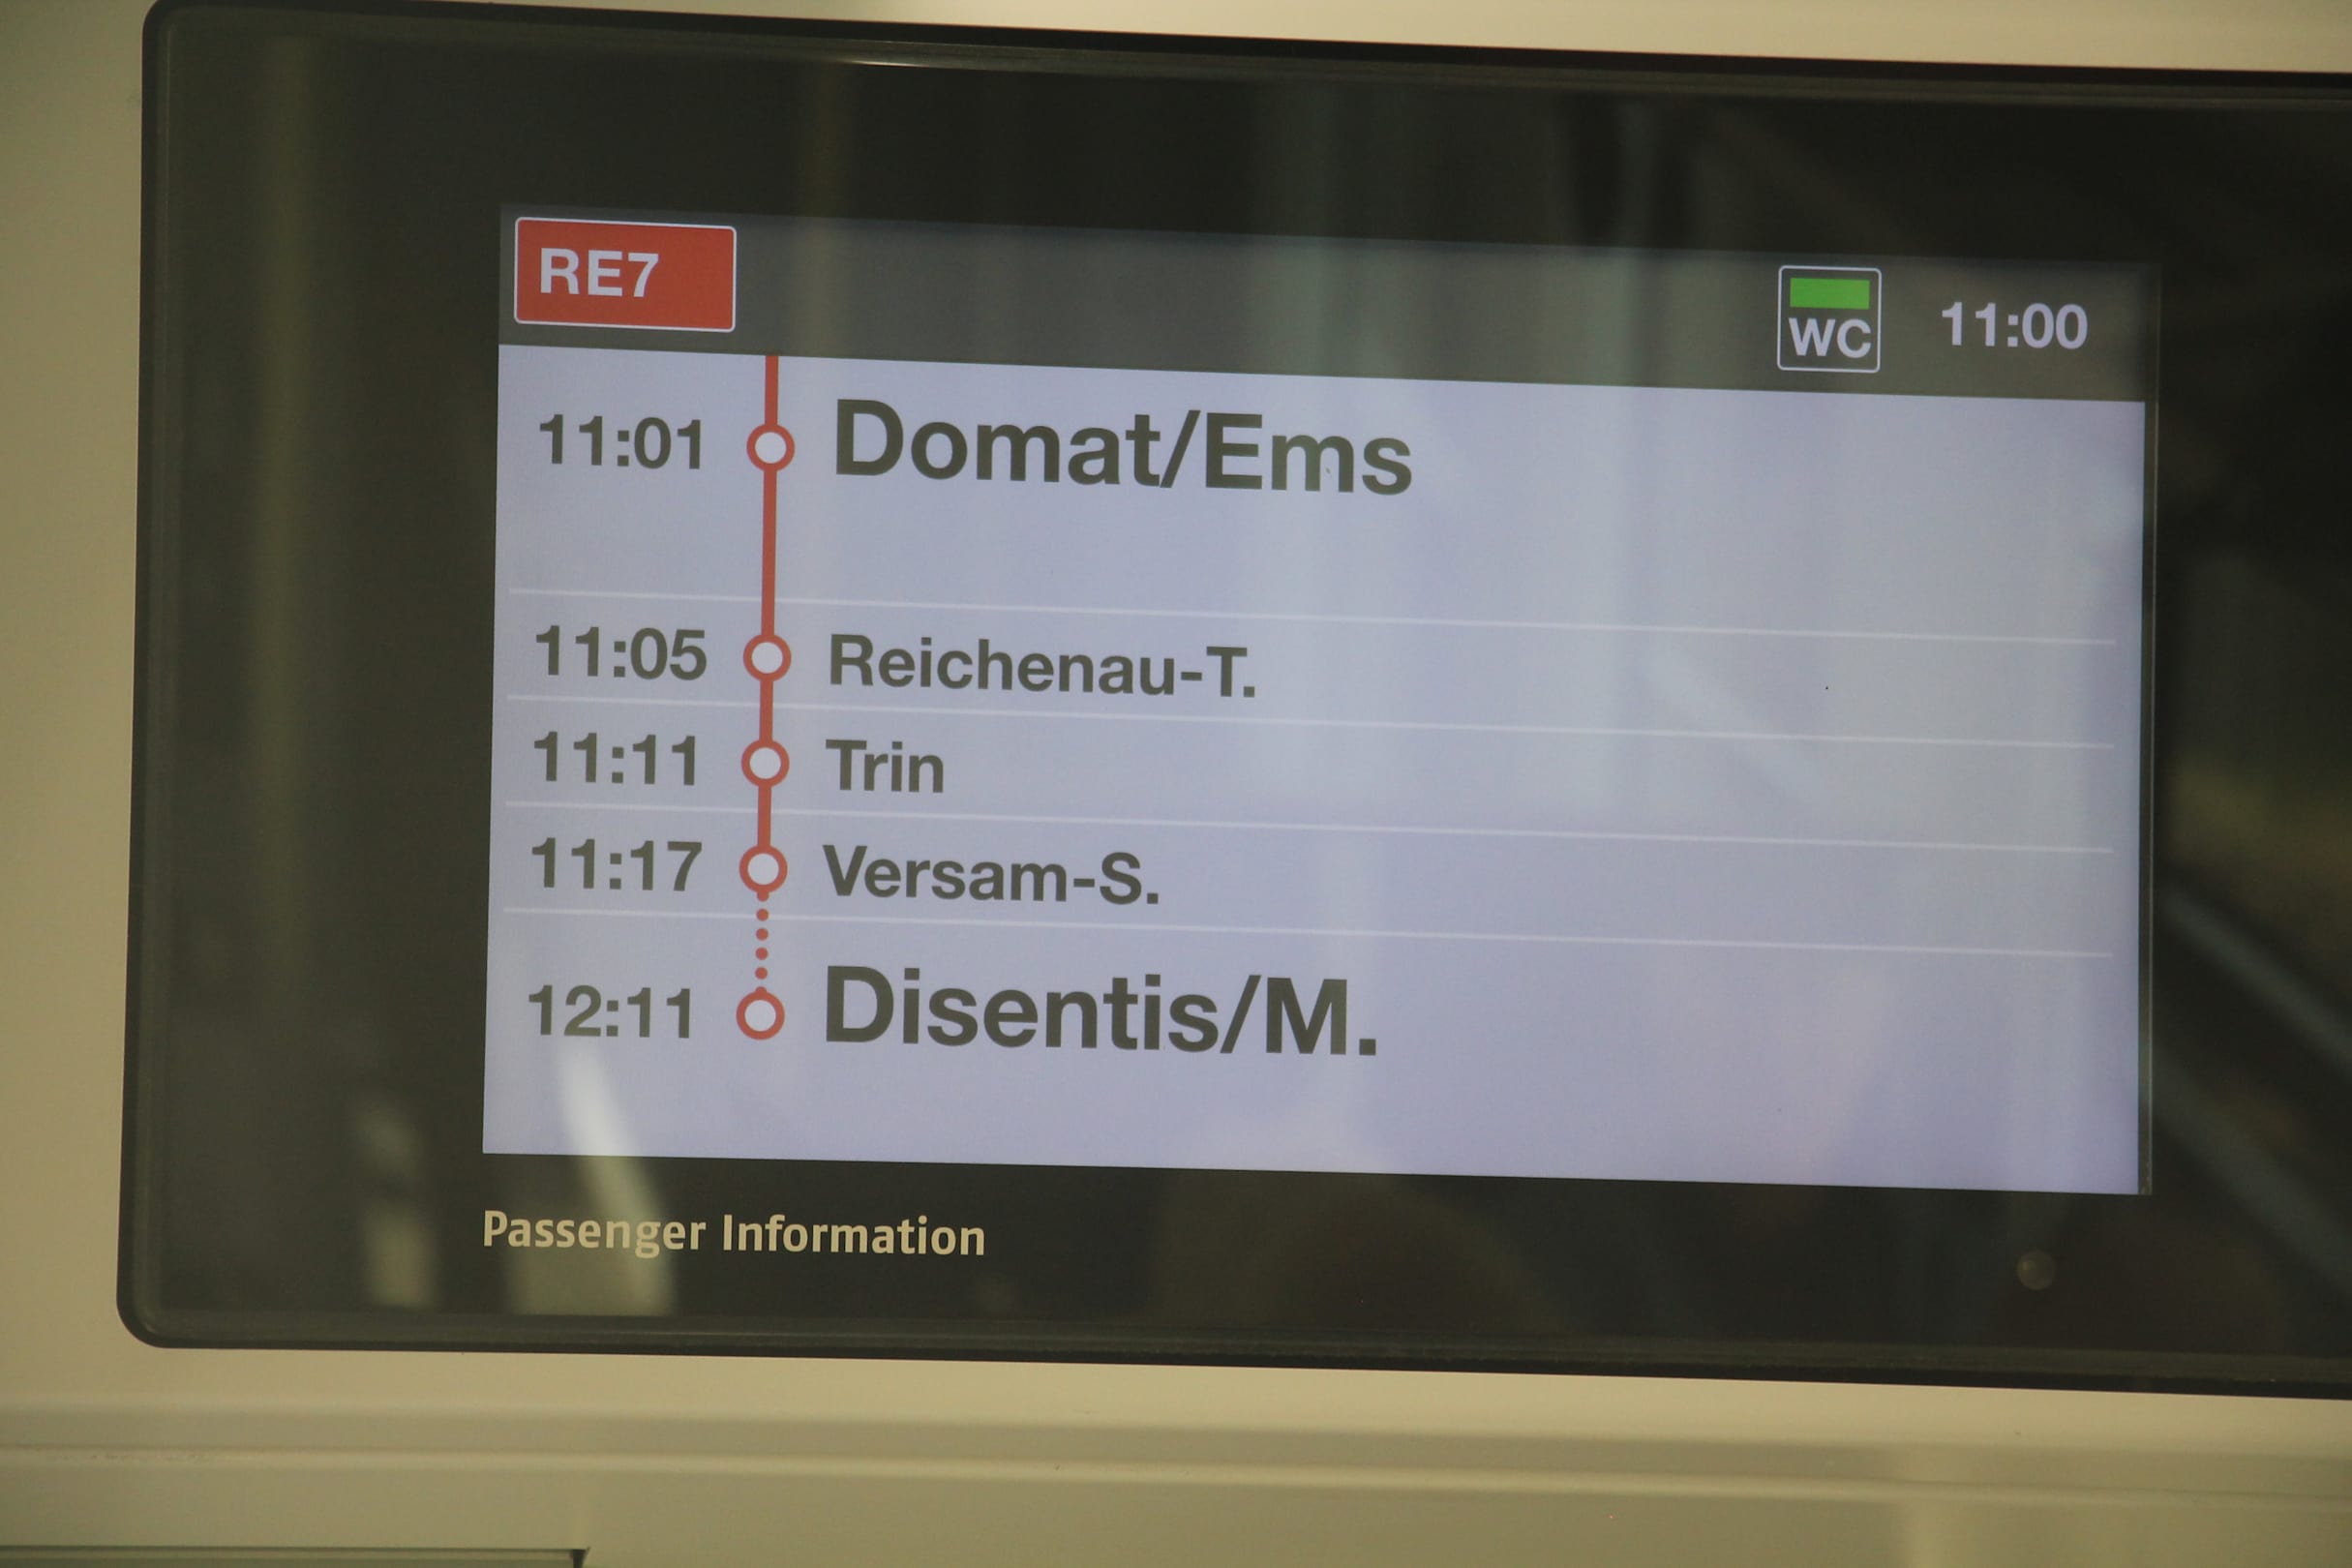 RE7
WC 11:00
11:01 Domat/Ems
11:05 Reichenau-T.
11:11 Trin
11:17 Versam-S.
12:11 Disentis/M.
Passenger Information